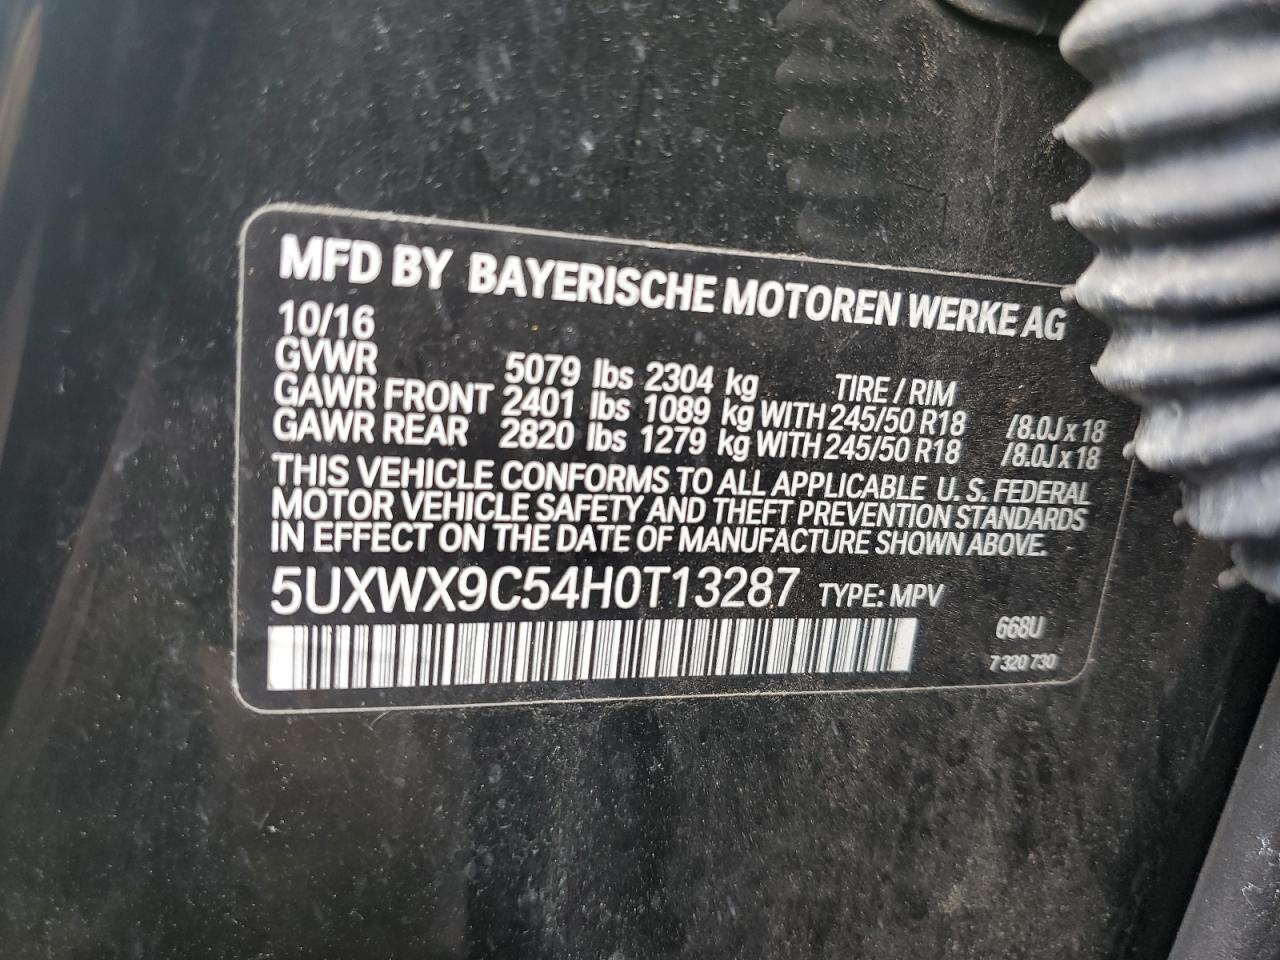 MFD BY BAYERISCHE MOTOREN WERKE AG
10/16
GVWR 5079 lbs 2304 kg TIRE / RIM
GAWR FRONT 2401 lbs 1089 kg WITH 245/50 R18 /8.0J x 18
GAWR REAR 2820 lbs 1279 kg WITH 245/50 R18 /8.0J x 18
THIS VEHICLE CONFORMS TO ALL APPLICABLE U.S. FEDERAL
MOTOR VEHICLE SAFETY AND THEFT PREVENTION STANDARDS
IN EFFECT ON THE DATE OF MANUFACTURE SHOWN ABOVE.
5UXWX9C54H0T13287 TYPE: MPV
668U
7 320 730